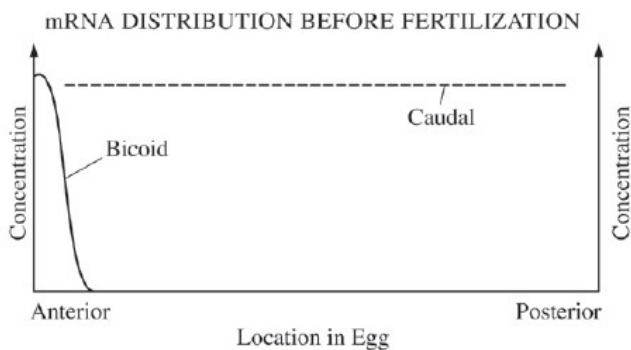 mRNA DISTRIBUTION BEFORE FERTILIZATION
Concentration
Bicoid
Caudal
Concentration
Anterior
Posterior
Location in Egg